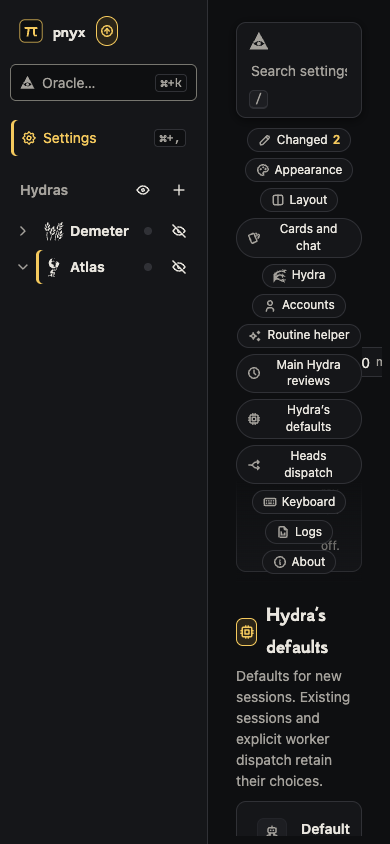 π pnyx
Oracle... ⌘+k
Settings ⌘+,
Hydras
Demeter
Atlas
Search settings
/
Changed 2
Appearance
Layout
Cards and
chat
Hydra
Accounts
Routine helper
Main Hydra
reviews
0
Hydra's
defaults
Heads
dispatch
Keyboard
Logs
off.
About
Hydra's
defaults
Defaults for new
sessions. Existing
sessions and
explicit worker
dispatch retain
their choices.
Default